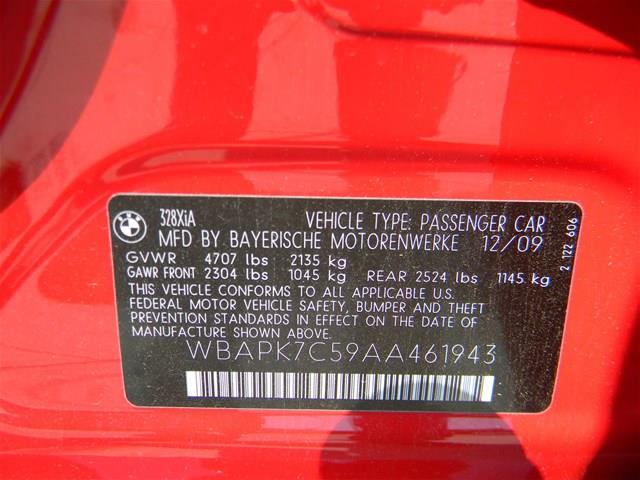 BMW
328XiA VEHICLE TYPE: PASSENGER CAR
MFD BY BAYERISCHE MOTORENWERKE 12/09
GVWR 4707 lbs 2135 kg
GAWR FRONT 2304 lbs 1045 kg REAR 2524 lbs 1145 kg
THIS VEHICLE CONFORMS TO ALL APPLICABLE U.S.
FEDERAL MOTOR VEHICLE SAFETY, BUMPER AND THEFT
PREVENTION STANDARDS IN EFFECT ON THE DATE OF
MANUFACTURE SHOWN ABOVE.
WBAPK7C59AA461943
2 122 606